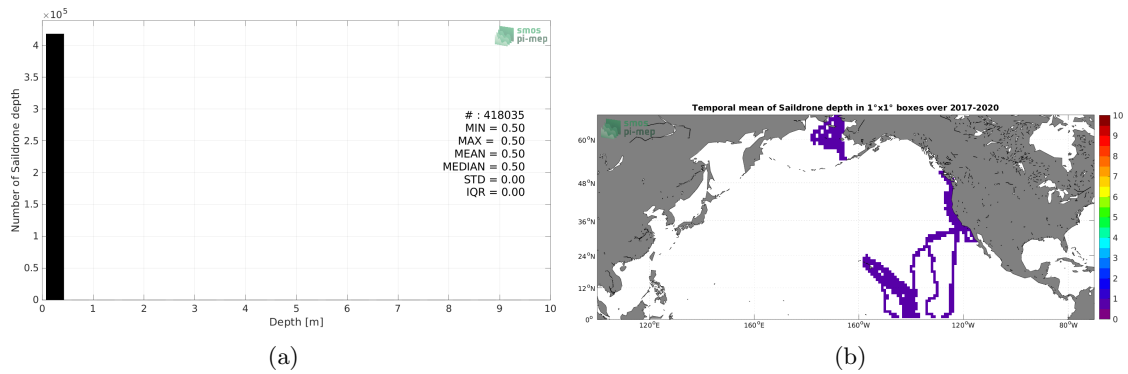 ×10⁵
smos
pi-mep
4
3.5
3
2.5
2
1.5
1
0.5
0
Number of Saildrone depth
# : 418035
MIN = 0.50
MAX = 0.50
MEAN = 0.50
MEDIAN = 0.50
STD = 0.00
IQR = 0.00
0 1 2 3 4 5 6 7 8 9 10
Depth [m]
(a)
Temporal mean of Saildrone depth in 1°x1° boxes over 2017-2020
smos
pi-mep
60°N
48°N
36°N
24°N
12°N
0°
120°E 160°E 160°W 120°W 80°W
10
9
8
7
6
5
4
3
2
1
0
(b)